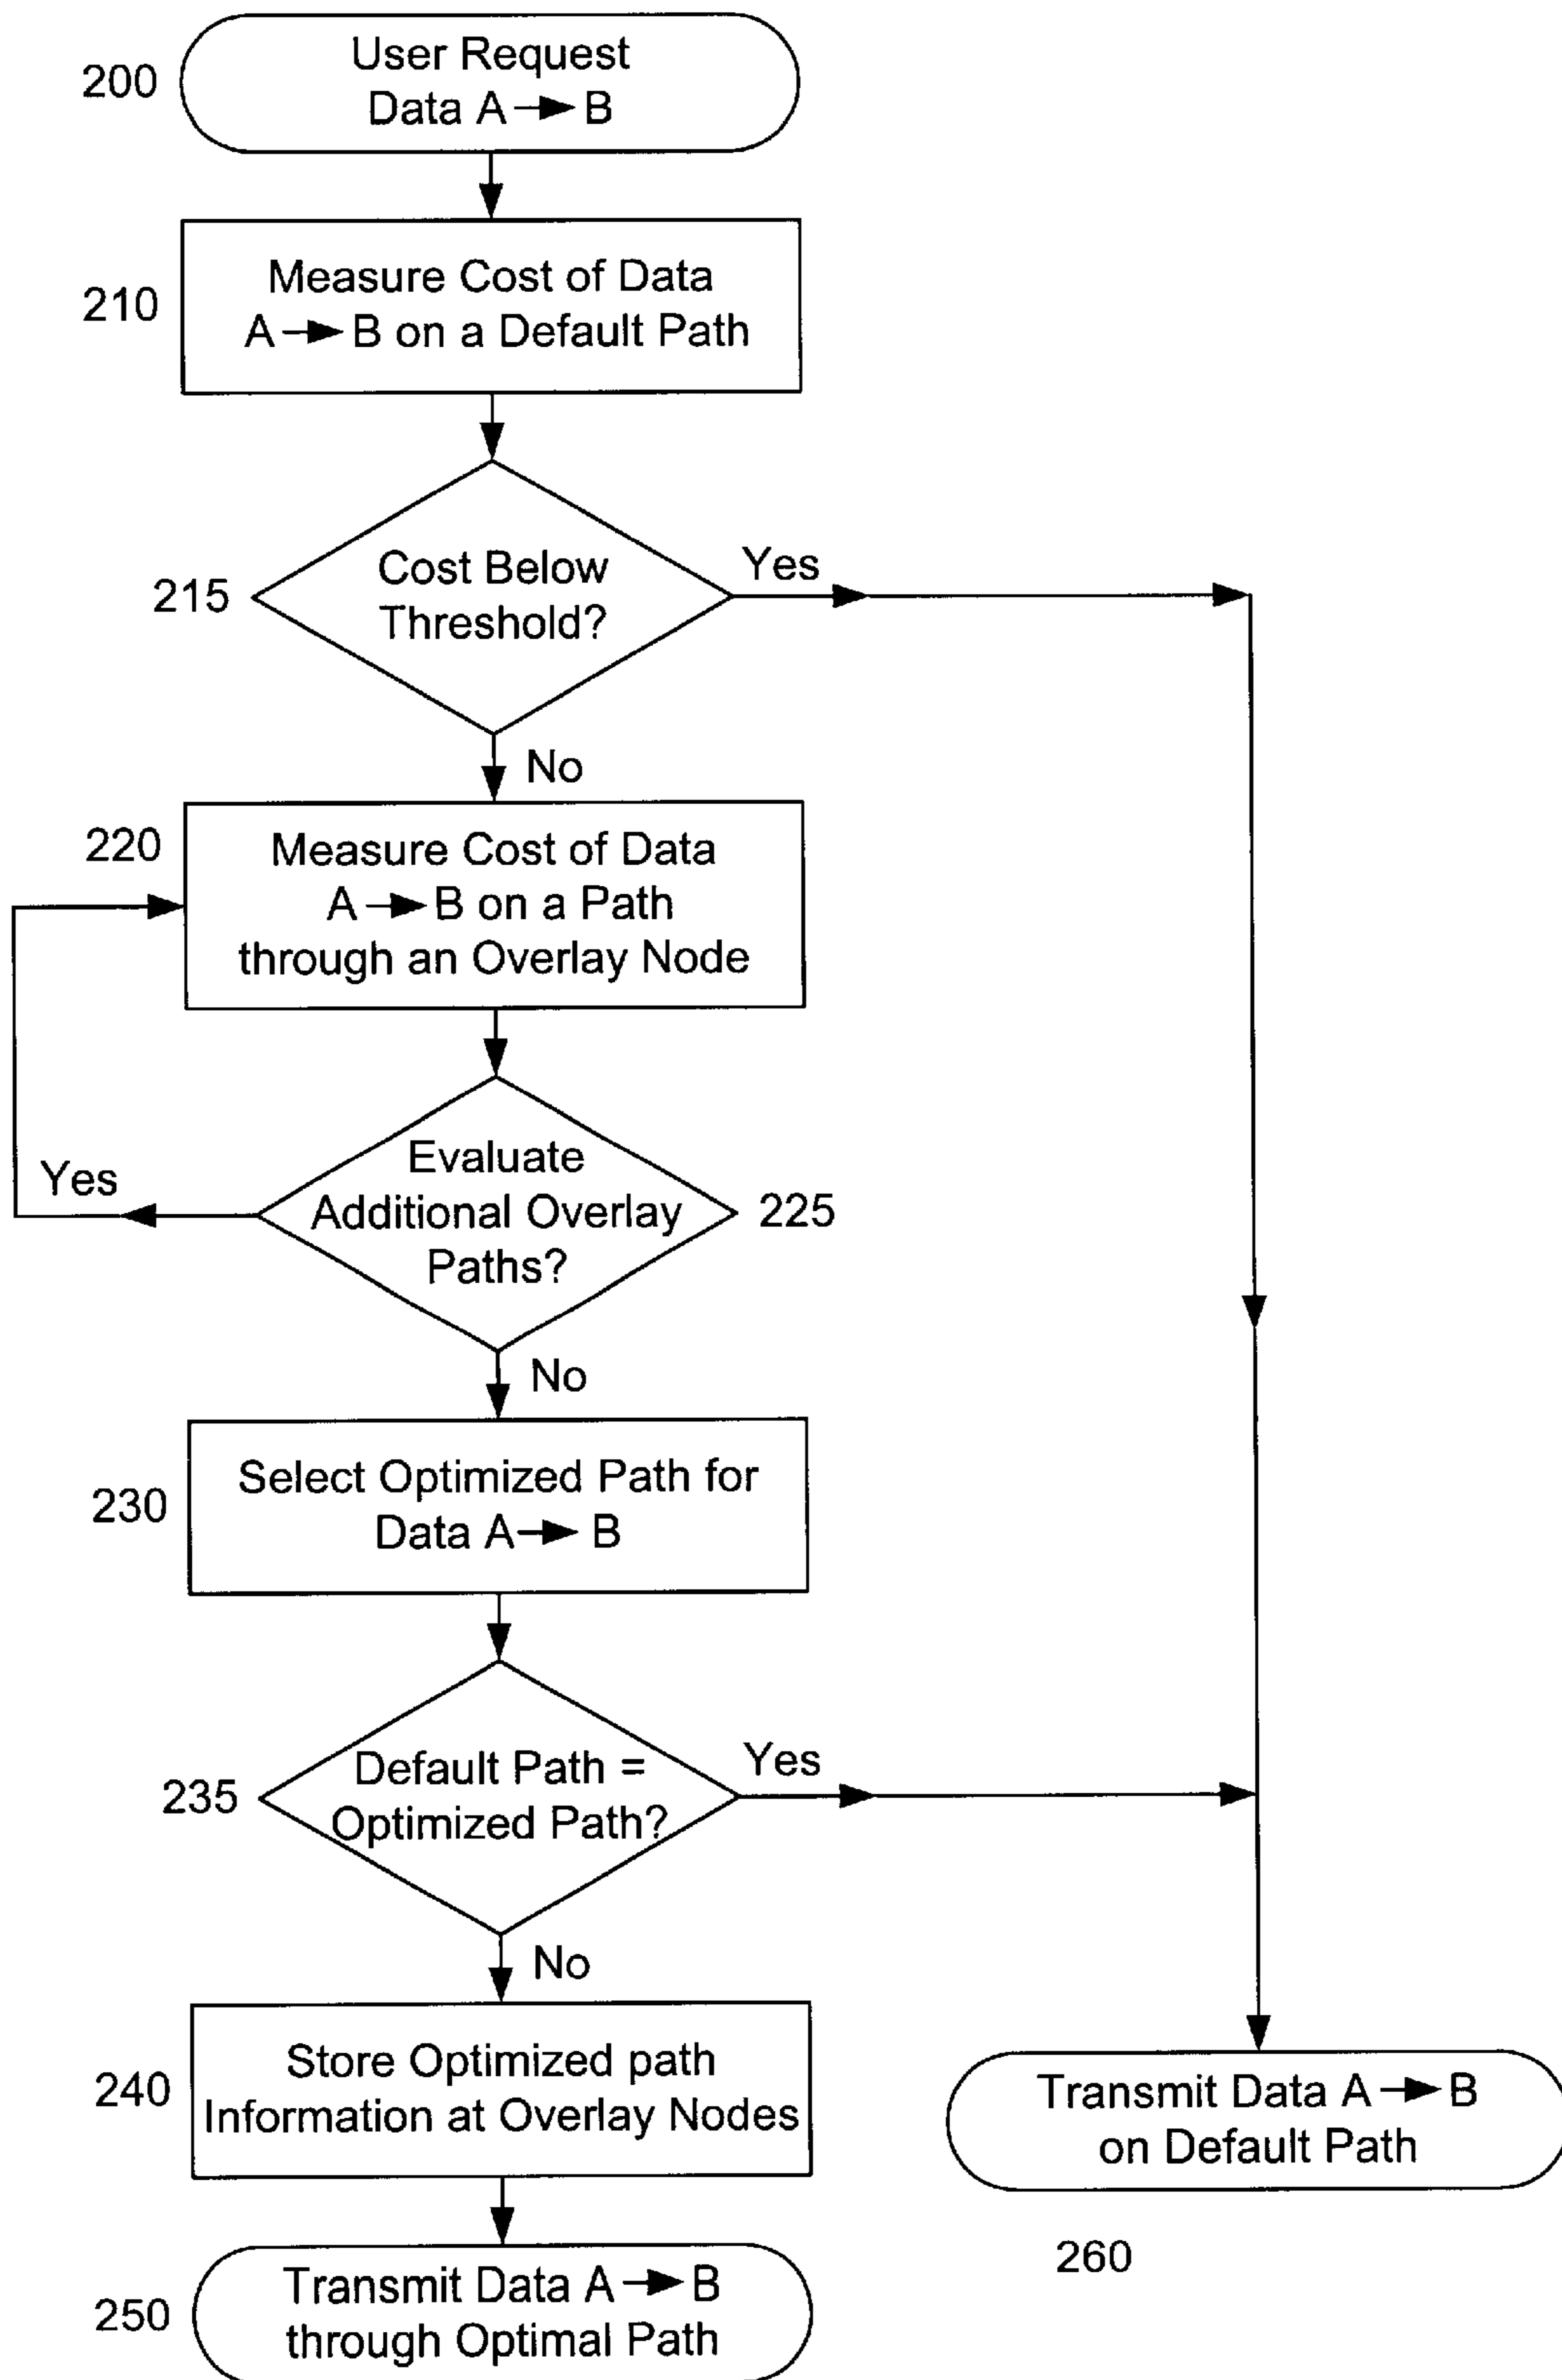 200
User Request
Data A → B
210
Measure Cost of Data
A → B on a Default Path
215
Cost Below
Threshold?
Yes
No
220
Measure Cost of Data
A → B on a Path
through an Overlay Node
Evaluate
Additional Overlay
Paths?
225
Yes
No
230
Select Optimized Path for
Data A → B
235
Default Path =
Optimized Path?
Yes
No
240
Store Optimized path
Information at Overlay Nodes
250
Transmit Data A → B
through Optimal Path
Transmit Data A → B
on Default Path
260